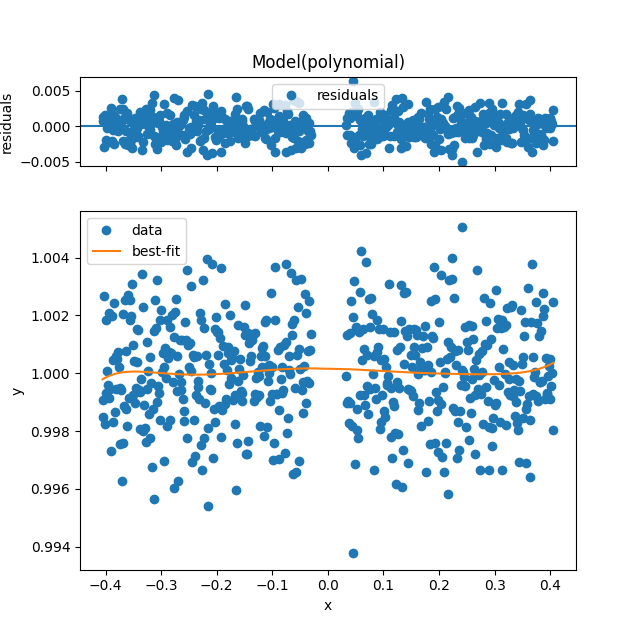 Model(polynomial)
residuals
0.005
0.000
−0.005
residuals
data
best-fit
y
1.004
1.002
1.000
0.998
0.996
0.994
−0.4 −0.3 −0.2 −0.1 0.0 0.1 0.2 0.3 0.4
x